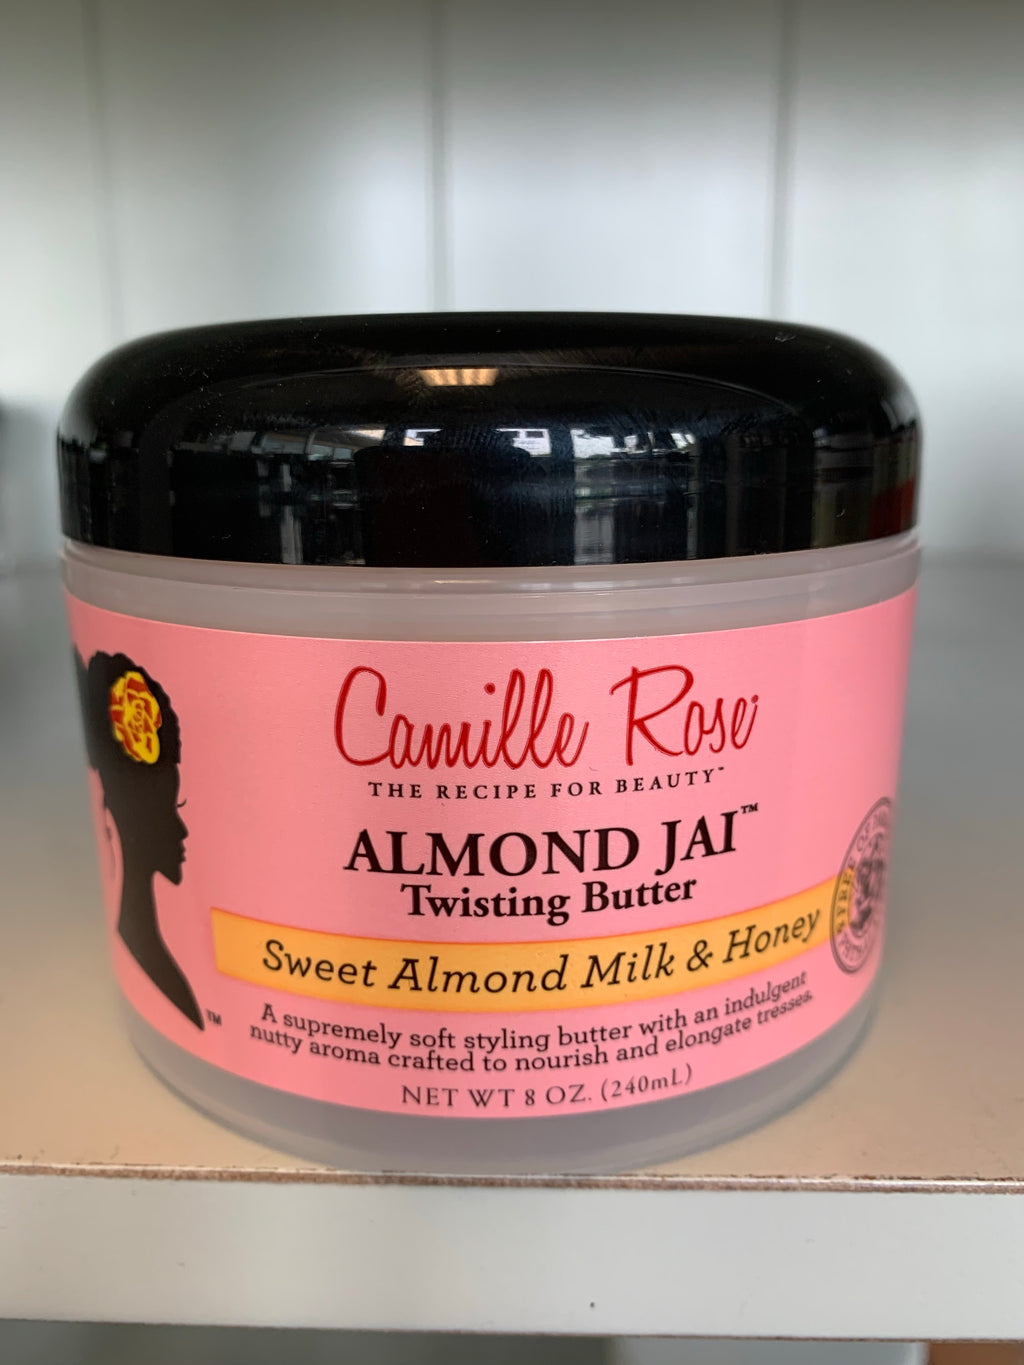 Camille Rose
THE RECIPE FOR BEAUTY™
ALMOND JAI™
Twisting Butter
Sweet Almond Milk & Honey
A supremely soft styling butter with an indulgent
nutty aroma crafted to nourish and elongate tresses.
NET WT 8 OZ. (240mL)
TM